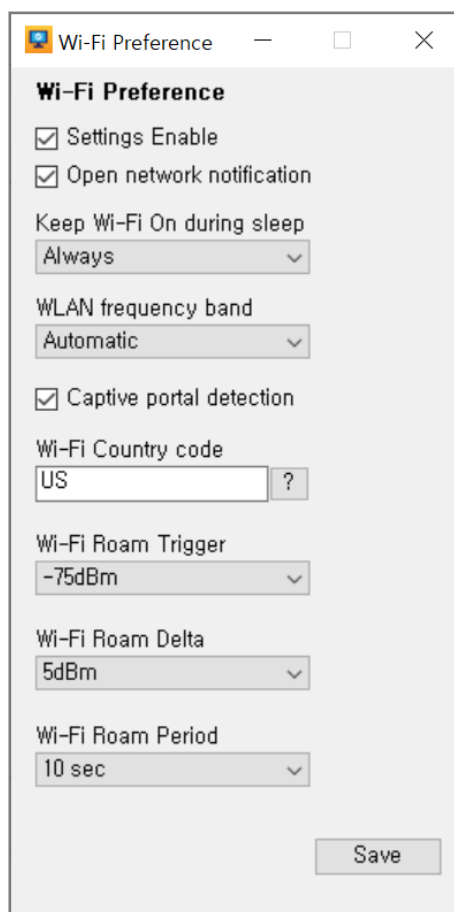 Wi-Fi Preference
Wi-Fi Preference
Settings Enable
Open network notification
Keep Wi-Fi On during sleep
Always
WLAN frequency band
Automatic
Captive portal detection
Wi-Fi Country code
US ?
Wi-Fi Roam Trigger
-75dBm
Wi-Fi Roam Delta
5dBm
Wi-Fi Roam Period
10 sec
Save